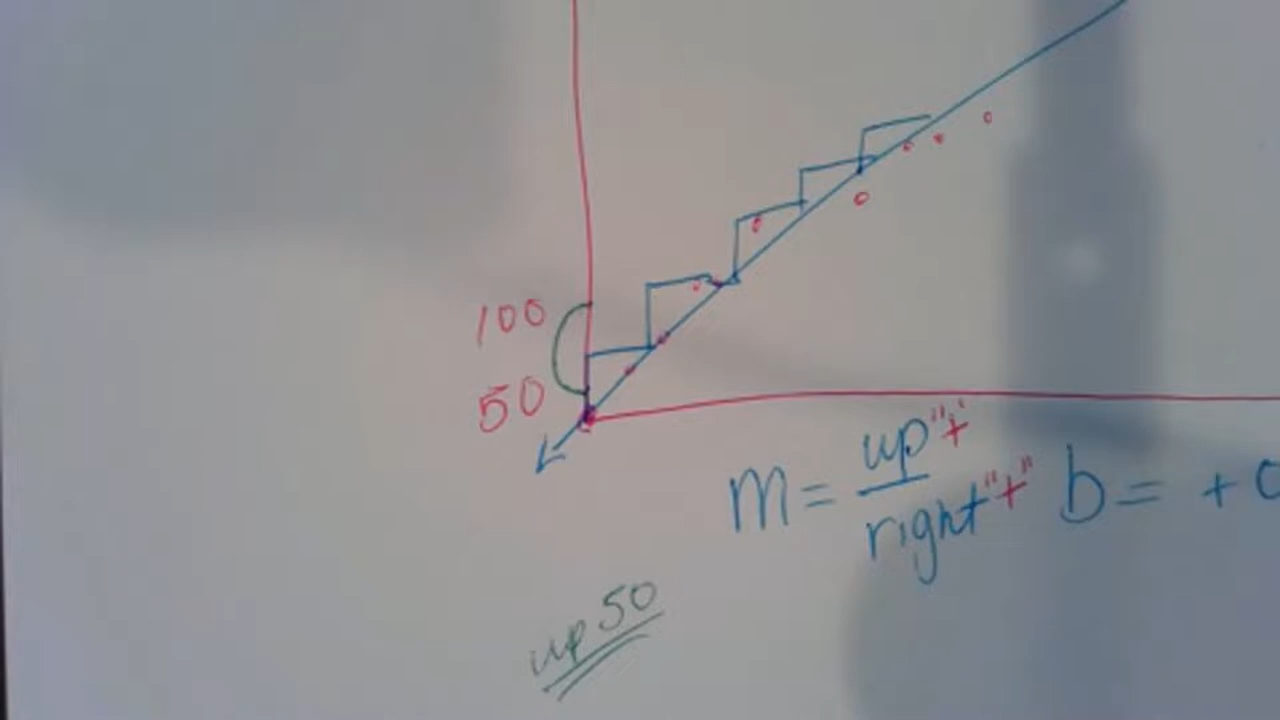 100
50
m = up "+" / right "+" b = +
up 50